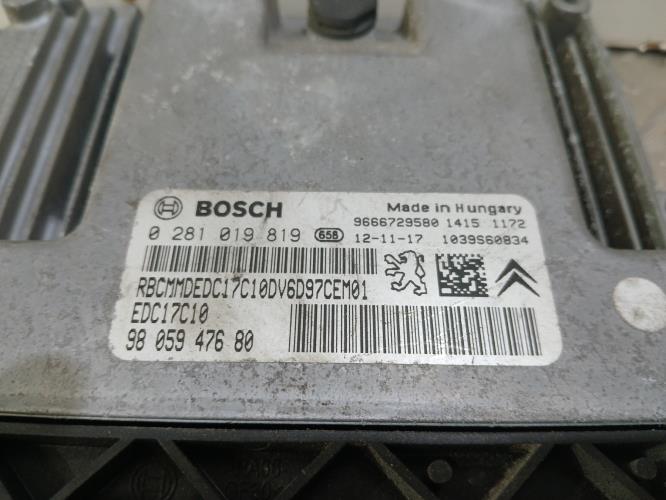 BOSCH
Made in Hungary
9666729580 1415 1172
0 281 019 819 65B 12-11-17 1039S60834
RBCMMDEDC17C10DV6D97CEM01
EDC17C10
98 059 476 80